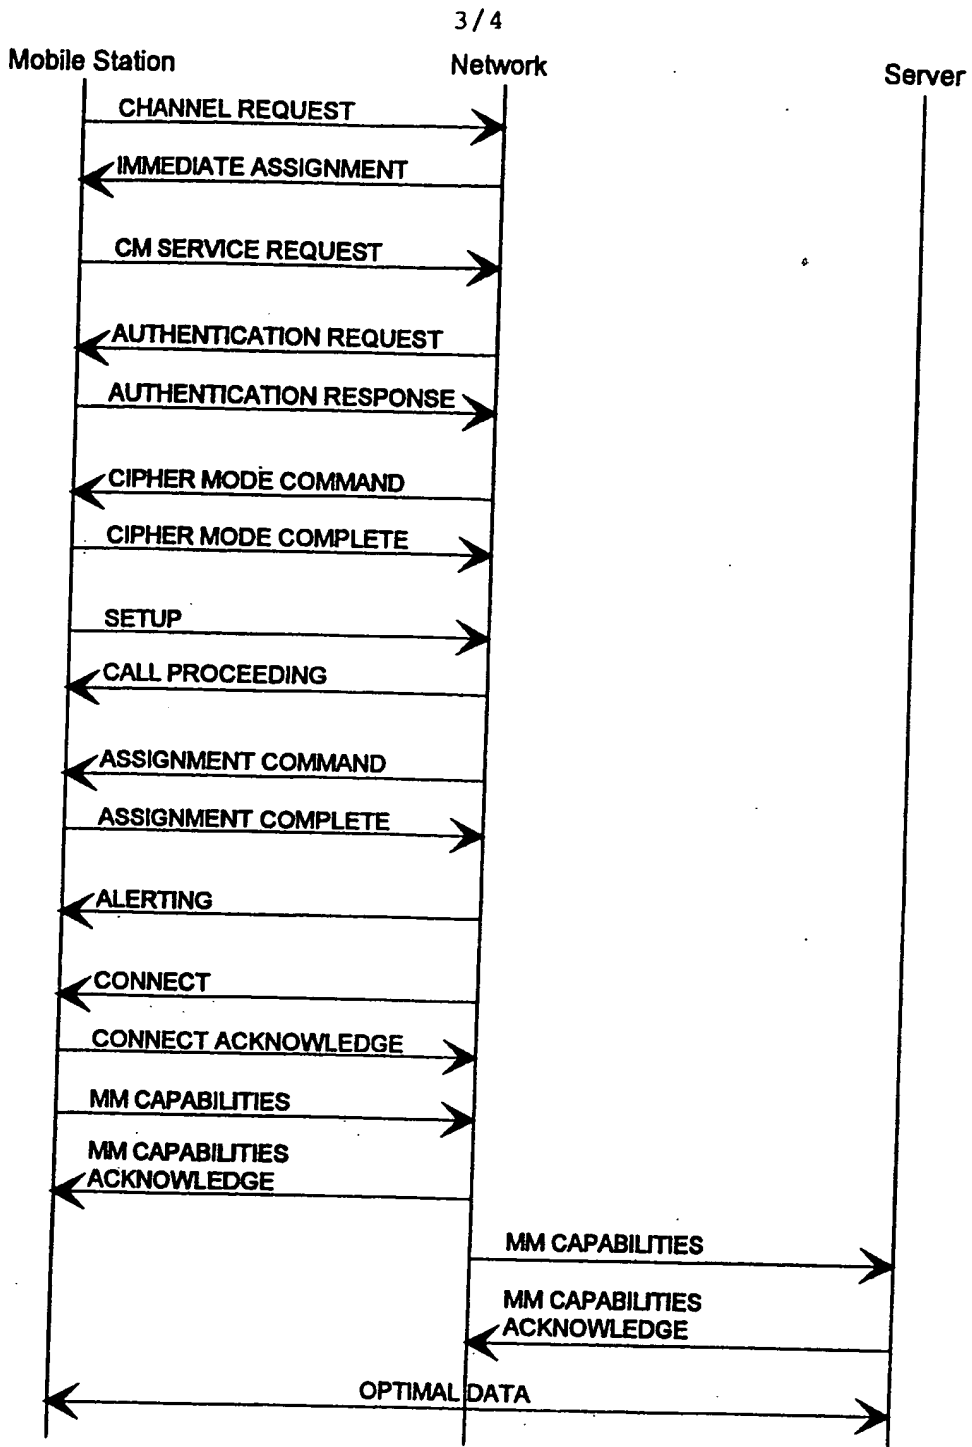 3/4
Mobile Station
Network
Server
CHANNEL REQUEST
IMMEDIATE ASSIGNMENT
CM SERVICE REQUEST
AUTHENTICATION REQUEST
AUTHENTICATION RESPONSE
CIPHER MODE COMMAND
CIPHER MODE COMPLETE
SETUP
CALL PROCEEDING
ASSIGNMENT COMMAND
ASSIGNMENT COMPLETE
ALERTING
CONNECT
CONNECT ACKNOWLEDGE
MM CAPABILITIES
MM CAPABILITIES
ACKNOWLEDGE
MM CAPABILITIES
MM CAPABILITIES
ACKNOWLEDGE
OPTIMAL DATA